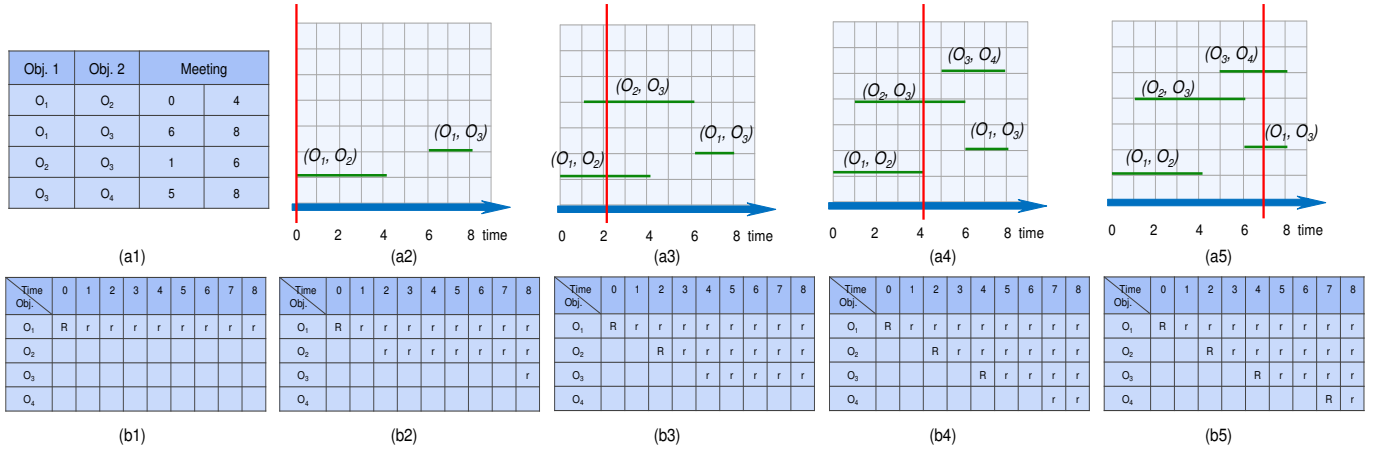 Obj. 1 Obj. 2 Meeting
O1 O2 0 4
O1 O3 6 8
O2 O3 1 6
O3 O4 5 8
(a1)
(O1, O2)
(O1, O3)
0 2 4 6 8 time
(a2)
(O2, O3)
(O1, O3)
(O1, O2)
0 2 4 6 8 time
(a3)
(O3, O4)
(O2, O3)
(O1, O3)
(O1, O2)
0 2 4 6 8 time
(a4)
(O3, O4)
(O2, O3)
(O1, O3)
(O1, O2)
0 2 4 6 8 time
(a5)
Time Obj. 0 1 2 3 4 5 6 7 8
O1 R r r r r r r r r
O2
O3
O4
(b1)
Time Obj. 0 1 2 3 4 5 6 7 8
O1 R r r r r r r r r
O2 r r r r r r r
O3 r
O4
(b2)
Time Obj. 0 1 2 3 4 5 6 7 8
O1 R r r r r r r r r
O2 R r r r r r r
O3 r r r r r
O4
(b3)
Time Obj. 0 1 2 3 4 5 6 7 8
O1 R r r r r r r r r
O2 R r r r r r r
O3 R r r r r
O4 r r
(b4)
Time Obj. 0 1 2 3 4 5 6 7 8
O1 R r r r r r r r r
O2 R r r r r r r
O3 R r r r r
O4 R r
(b5)